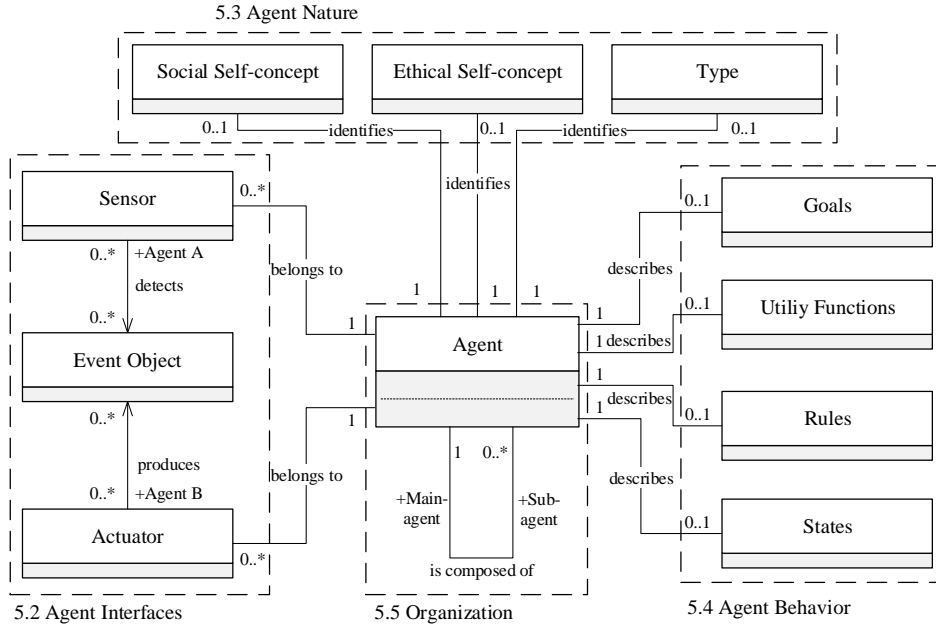 5.3 Agent Nature
Social Self-concept
Ethical Self-concept
Type
0..1
identifies
0..1
identifies
0..1
identifies
Sensor
0..*
0..*
+Agent A
detects
0..*
Event Object
0..*
produces
0..*
+Agent B
Actuator
0..*
5.2 Agent Interfaces
belongs to
belongs to
1
1
1
1
1
Agent
1
1
1
1
1
0..*
+Main-
agent
+Sub-
agent
is composed of
5.5 Organization
describes
describes
describes
describes
0..1
Goals
0..1
Utiliy Functions
0..1
Rules
0..1
States
5.4 Agent Behavior